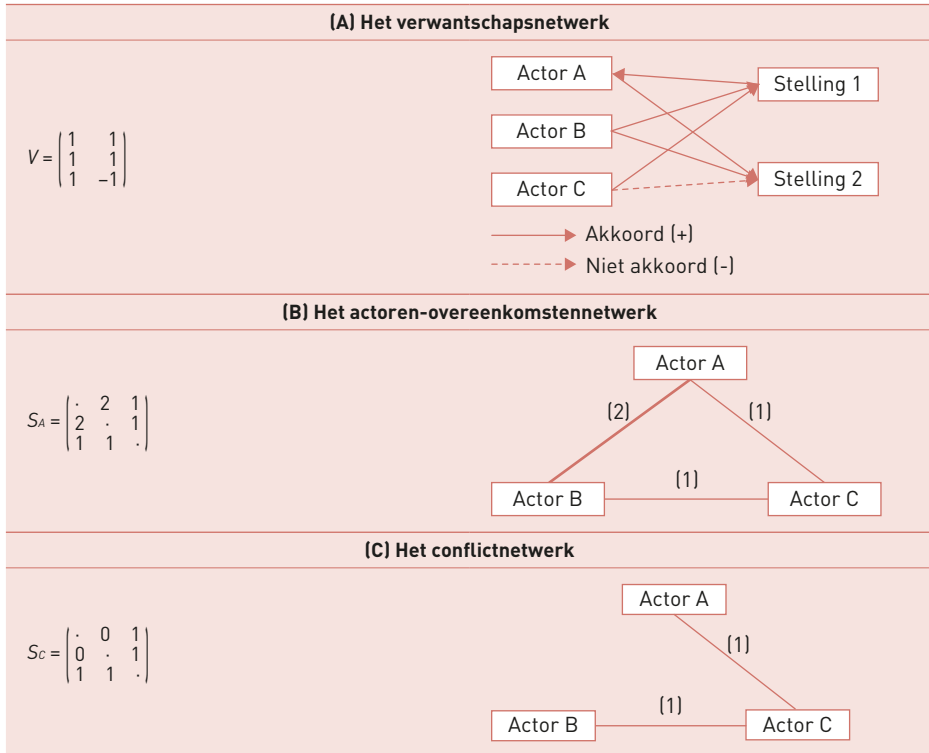 (A) Het verwantschapsnetwerk
V = ( 1 1
1 1
1 –1 )
Actor A
Actor B
Actor C
Stelling 1
Stelling 2
Akkoord (+)
Niet akkoord (-)
(B) Het actoren-overeenkomstennetwerk
SA = ( · 2 1
2 · 1
1 1 · )
Actor A
(2) (1)
(1)
Actor B Actor C
(C) Het conflictnetwerk
SC = ( · 0 1
0 · 1
1 1 · )
Actor A
(1)
(1)
Actor B Actor C